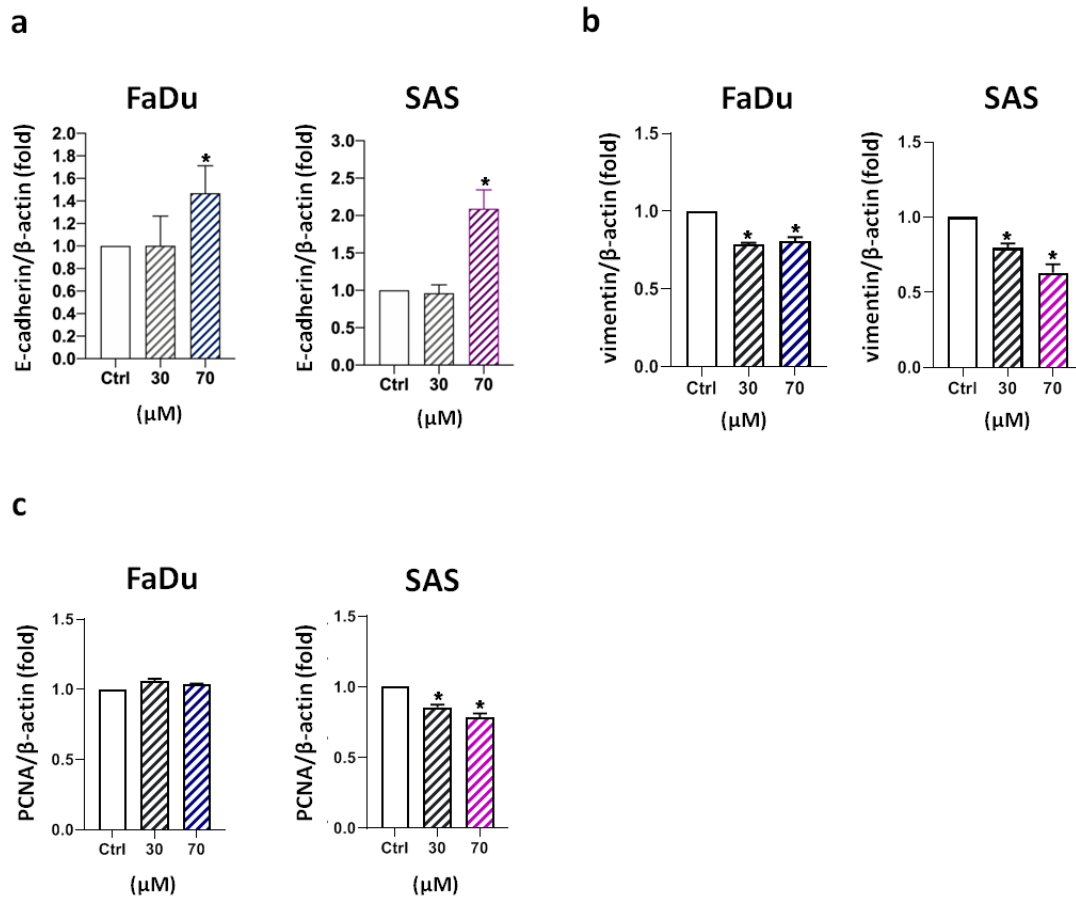 a
FaDu
E-cadherin/β-actin (fold)
2.0
1.8
1.6
1.4
1.2
1.0
0.8
0.6
0.4
0.2
0.0
*
Ctrl 30 70
(µM)
SAS
E-cadherin/β-actin (fold)
3.0
2.5
2.0
1.5
1.0
0.5
0.0
*
Ctrl 30 70
(µM)
b
FaDu
vimentin/β-actin (fold)
1.5
1.0
0.5
0.0
* *
Ctrl 30 70
(µM)
SAS
vimentin/β-actin (fold)
1.5
1.0
0.5
0.0
* *
Ctrl 30 70
(µM)
c
FaDu
PCNA/β-actin (fold)
1.5
1.0
0.5
0.0
Ctrl 30 70
(µM)
SAS
PCNA/β-actin (fold)
1.5
1.0
0.5
0.0
* *
Ctrl 30 70
(µM)